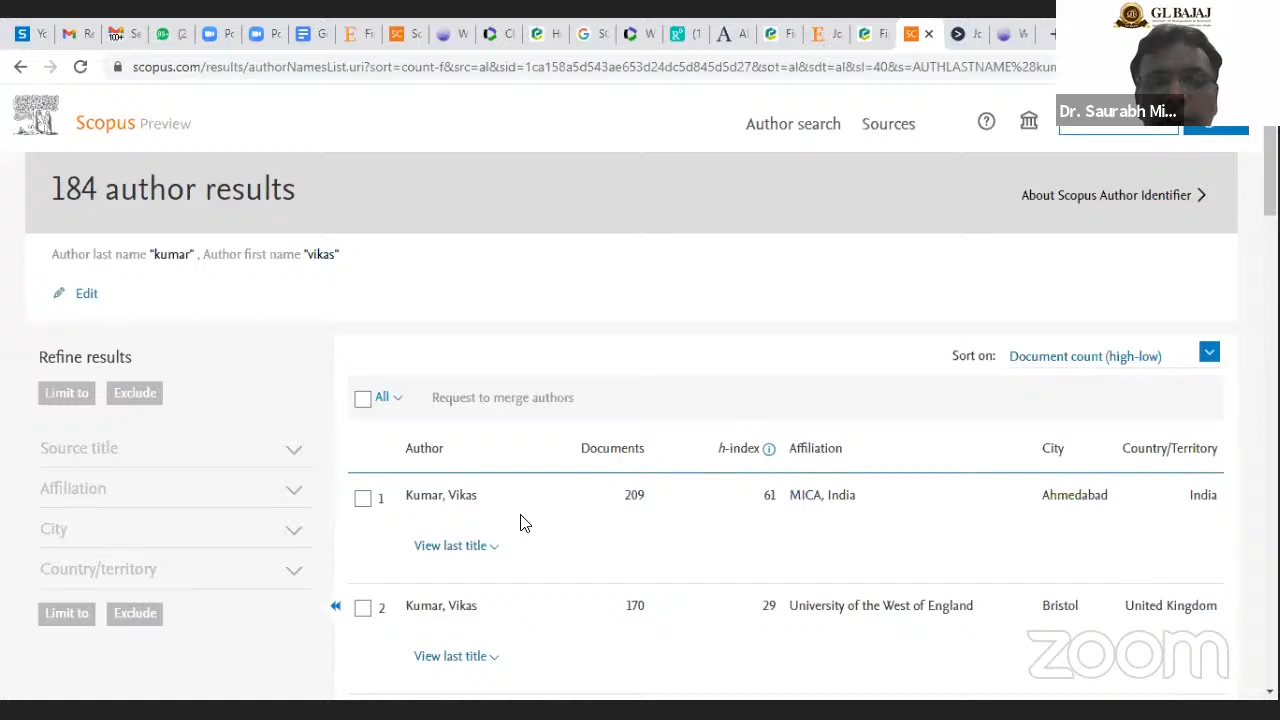 GL BAJAJ
scopus.com/results/authorNamesList.uri?sort=count-f&src=al&sid=1ca158a5d543ae653d24dc5d845d5d27&sot=al&sdt=al&sl=40&s=AUTHLASTNAME%28kum
Dr. Saurabh Mi...
Scopus Preview
Author search
Sources
184 author results
About Scopus Author Identifier
Author last name "kumar" , Author first name "vikas"
Edit
Refine results
Limit to Exclude
Source title
Affiliation
City
Country/territory
Limit to Exclude
Sort on: Document count (high-low)
All Request to merge authors
Author Documents h-index Affiliation City Country/Territory
1 Kumar, Vikas 209 61 MICA, India Ahmedabad India
View last title
2 Kumar, Vikas 170 29 University of the West of England Bristol United Kingdom
View last title
zoom